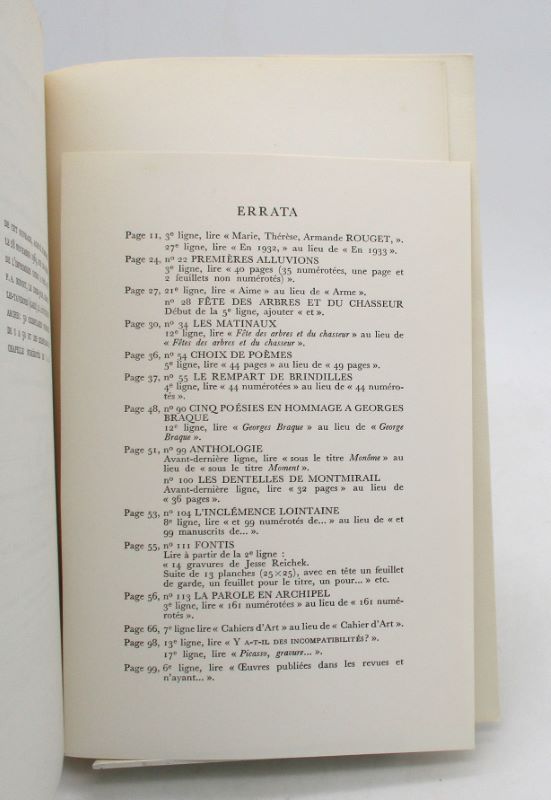 DE CET OUVRAGE,
LE 28 NOVEMBRE
DE L'IMPRIMERIE
ERRATA
Page 11, 3e ligne, lire « Marie, Thérèse, Armande ROUGET, ».
27e ligne, lire « En 1932, » au lieu de « En 1933 ».
Page 24, no 22 PREMIÈRES ALLUVIONS
3e ligne, lire « 40 pages (35 numérotées, une page et
2 feuillets non numérotés) ».
Page 27, 21e ligne, lire « Aime » au lieu de « Arme ».
no 28 FÊTE DES ARBRES ET DU CHASSEUR
Début de la 5e ligne, ajouter « et ».
Page 30, no 34 LES MATINAUX
12e ligne, lire « Fête des arbres et du chasseur » au lieu de
« Fêtes des arbres et du chasseur ».
Page 36, no 54 CHOIX DE POÈMES
5e ligne, lire « 44 pages » au lieu de « 49 pages ».
Page 37, no 55 LE REMPART DE BRINDILLES
4e ligne, lire « 44 numérotées » au lieu de « 44 numéro-
tés ».
Page 48, no 90 CINQ POÉSIES EN HOMMAGE A GEORGES
BRAQUE
12e ligne, lire « Georges Braque » au lieu de « George
Braque ».
Page 51, no 99 ANTHOLOGIE
Avant-dernière ligne, lire « sous le titre Monôme » au
lieu de « sous le titre Moment ».
no 100 LES DENTELLES DE MONTMIRAIL
Avant-dernière ligne, lire « 32 pages » au lieu de
« 36 pages ».
Page 53, no 104 L'INCLÉMENCE LOINTAINE
8e ligne, lire « et 99 numérotés de... » au lieu de « et
99 manuscrits de... ».
Page 55, no 111 FONTIS
Lire à partir de la 2e ligne :
« 14 gravures de Jesse Reichek.
Suite de 13 planches (25×25), avec en tête un feuillet
de garde, un feuillet pour le titre, un pour... » etc.
Page 56, no 113 LA PAROLE EN ARCHIPEL
3e ligne, lire « 161 numérotées » au lieu de « 161 numé-
rotés ».
Page 66, 7e ligne lire « Cahiers d'Art » au lieu de « Cahier d'Art ».
Page 98, 13e ligne, lire « Y A-T-IL DES INCOMPATIBILITÉS? ».
17e ligne, lire « Picasso, gravure... ».
Page 99, 6e ligne, lire « Œuvres publiées dans les revues et
n'ayant... ».